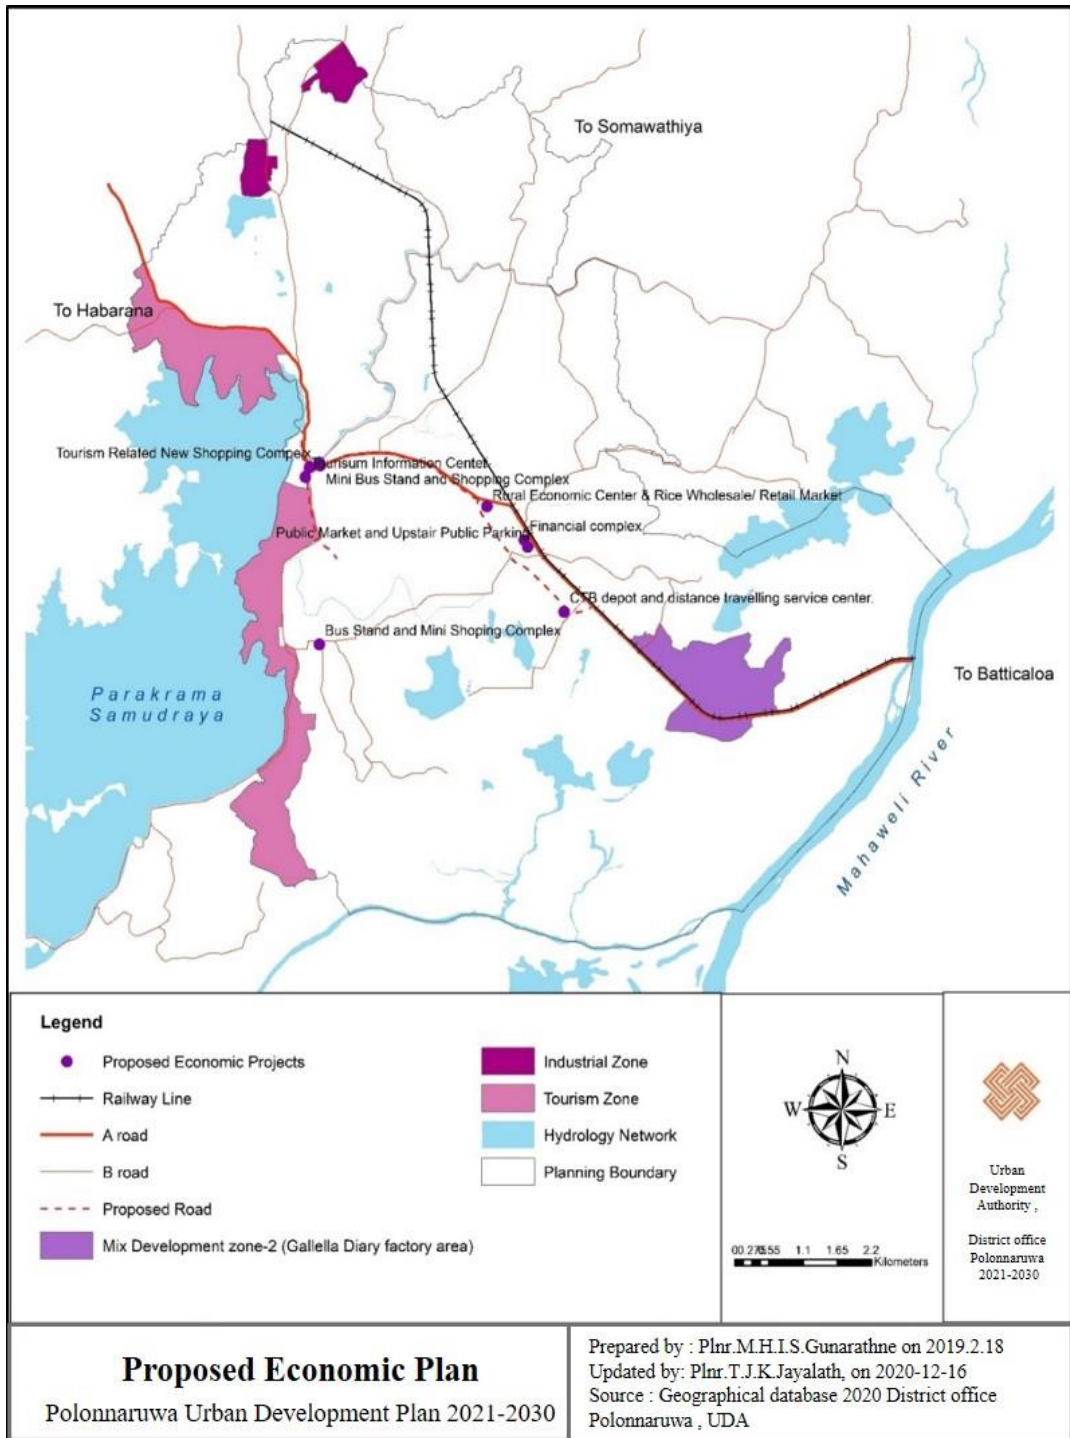 To Somawathiya
To Habarana
Tourism Related New Shopping Compelx
Tourisum Information Center
Mini Bus Stand and Shopping Complex
Rural Economic Center & Rice Wholesale/ Retail Market
Public Market and Upstair Public Parking
Financial complex
CTB depot and distance travelling service center.
Bus Stand and Mini Shoping Complex
Parakrama
Samudraya
To Batticaloa
Mahaweli River
Legend
Proposed Economic Projects
Railway Line
A road
B road
Proposed Road
Mix Development zone-2 (Gallella Diary factory area)
Industrial Zone
Tourism Zone
Hydrology Network
Planning Boundary
N
W E
S
00.2750.55 1.1 1.65 2.2
Kilometers
Urban
Development
Authority ,
District office
Polonnaruwa
2021-2030
Proposed Economic Plan
Polonnaruwa Urban Development Plan 2021-2030
Prepared by : Plnr.M.H.I.S.Gunarathne on 2019.2.18
Updated by: Plnr.T.J.K.Jayalath, on 2020-12-16
Source : Geographical database 2020 District office
Polonnaruwa , UDA